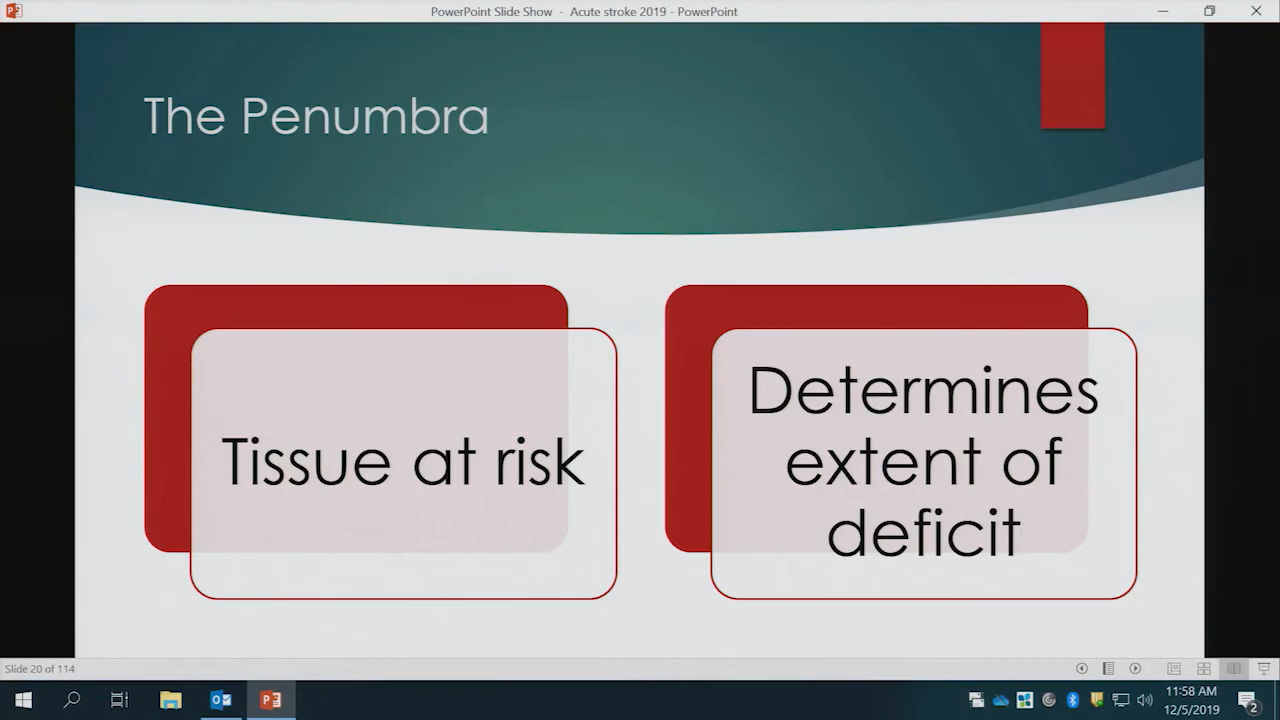 PowerPoint Slide Show - Acute stroke 2019 - PowerPoint
The Penumbra
Tissue at risk
Determines
extent of
deficit
Slide 20 of 114
11:58 AM
12/5/2019
2